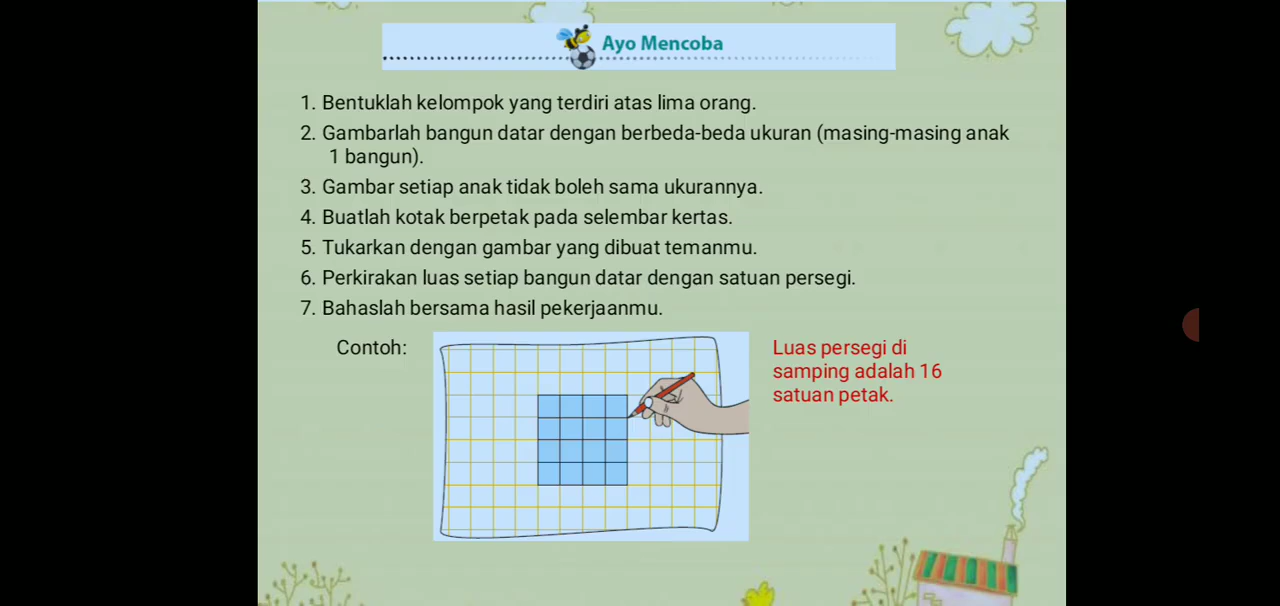 Ayo Mencoba
1. Bentuklah kelompok yang terdiri atas lima orang.
2. Gambarlah bangun datar dengan berbeda-beda ukuran (masing-masing anak
1 bangun).
3. Gambar setiap anak tidak boleh sama ukurannya.
4. Buatlah kotak berpetak pada selembar kertas.
5. Tukarkan dengan gambar yang dibuat temanmu.
6. Perkirakan luas setiap bangun datar dengan satuan persegi.
7. Bahaslah bersama hasil pekerjaanmu.
Contoh:
Luas persegi di
samping adalah 16
satuan petak.